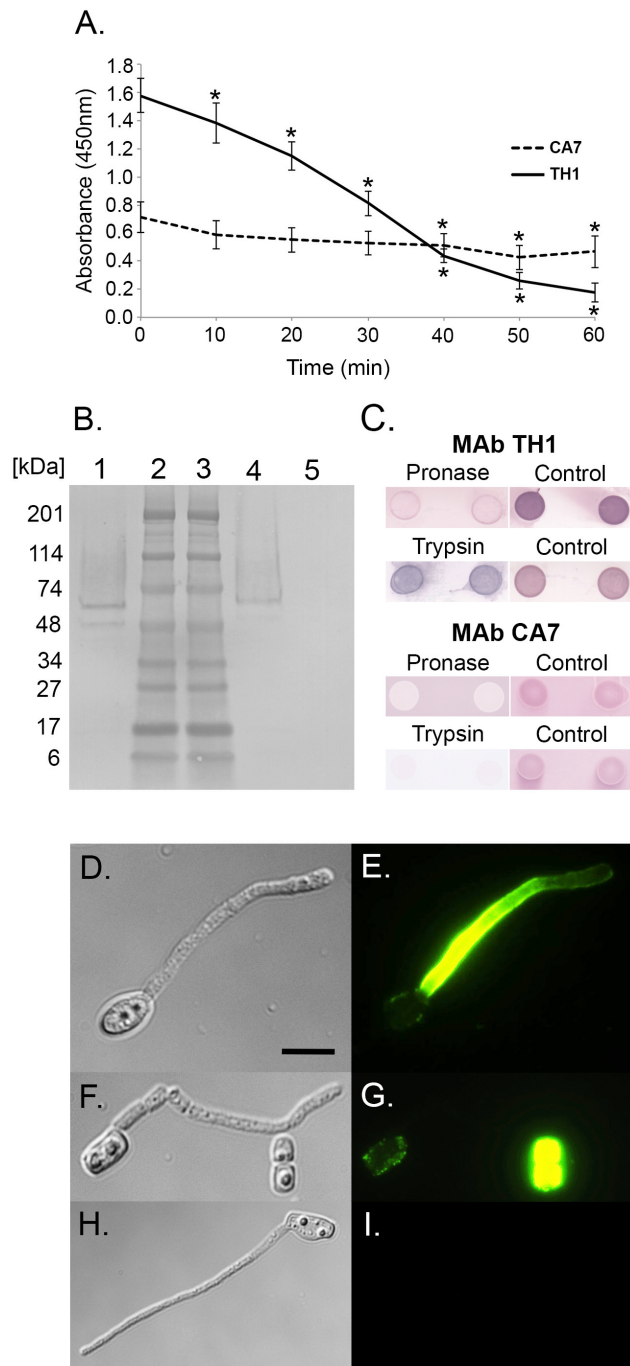 A.
Absorbance (450nm)
1.8
1.6
1.4
1.2
1.0
0.8
0.6
0.4
0.2
0.0
* * * * * * *
* * *
CA7
TH1
0 10 20 30 40 50 60
Time (min)
B.
[kDa] 1 2 3 4 5
201
114
74
48
34
27
17
6
C.
MAb TH1
Pronase Control
Trypsin Control
MAb CA7
Pronase Control
Trypsin Control
D. E.
F. G.
H. I.